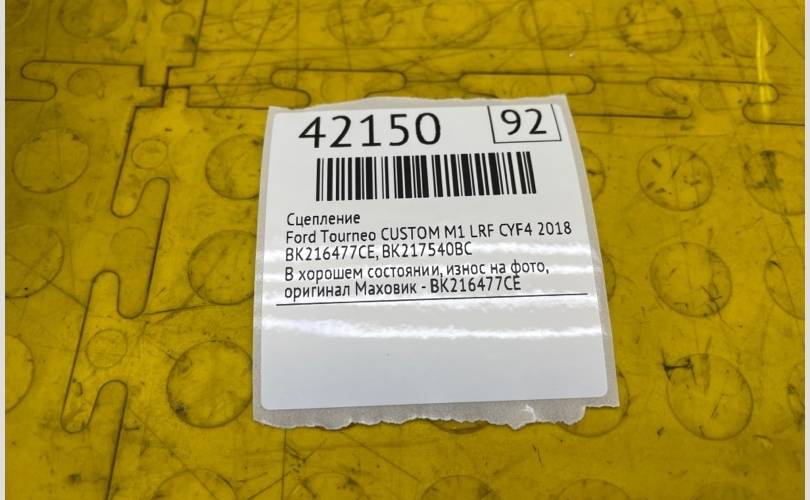 42150 92
Сцепление
Ford Tourneo CUSTOM M1 LRF CYF4 2018
BK216477CE, BK217540BC
В хорошем состоянии, износ на фото,
оригинал Маховик - BK216477CE